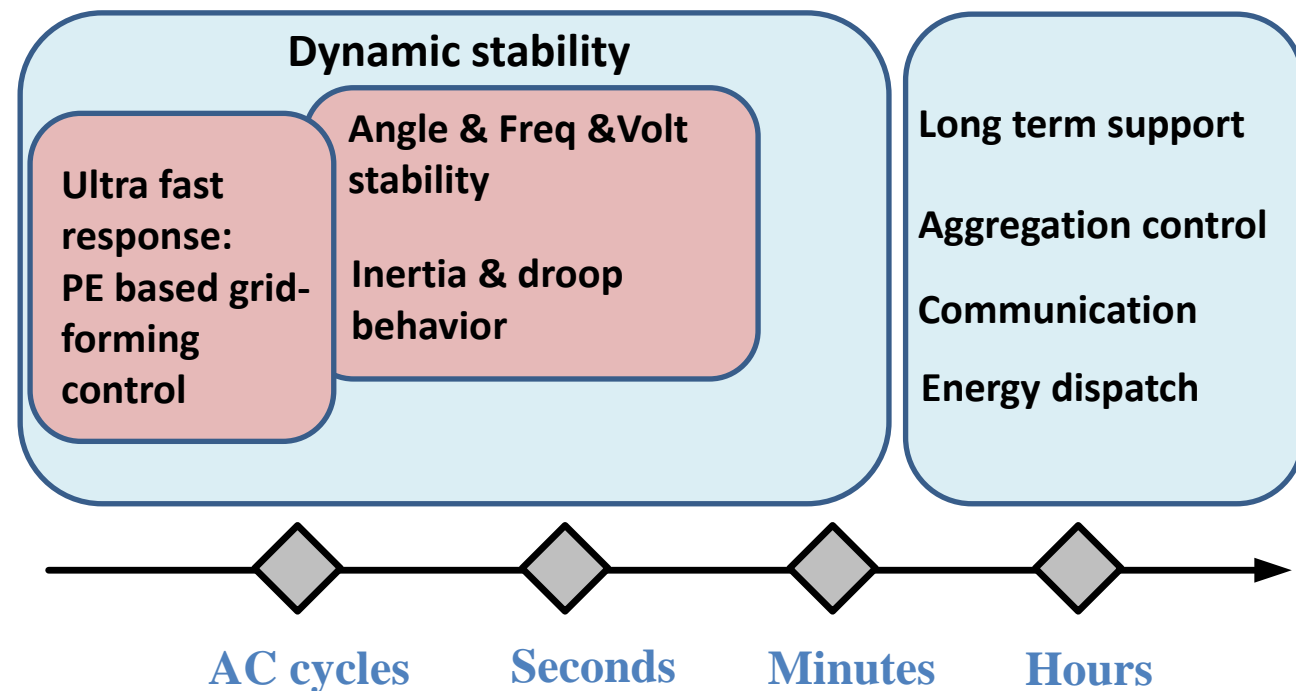 Dynamic stability
Ultra fast
response:
PE based grid-
forming
control
Angle & Freq &Volt
stability
Inertia & droop
behavior
Long term support
Aggregation control
Communication
Energy dispatch
AC cycles
Seconds
Minutes
Hours